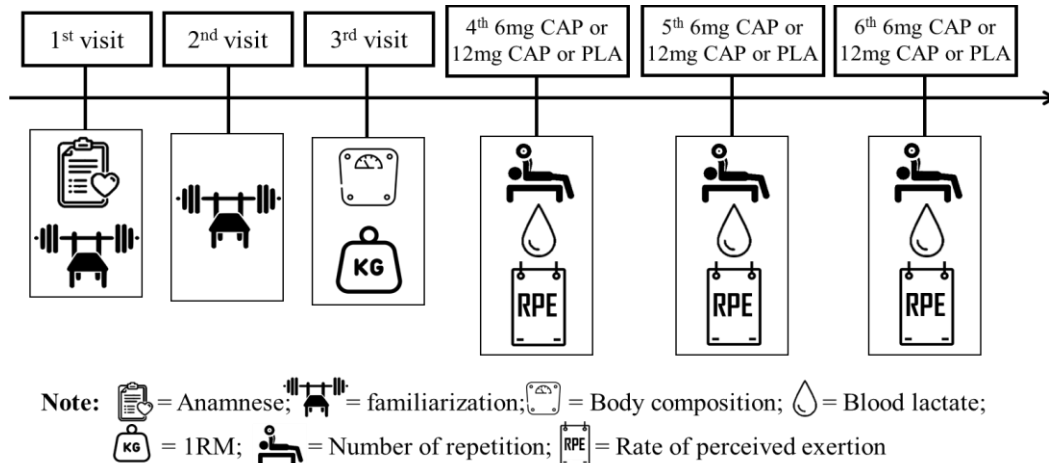 1st visit
2nd visit
3rd visit
4th 6mg CAP or
12mg CAP or PLA
5th 6mg CAP or
12mg CAP or PLA
6th 6mg CAP or
12mg CAP or PLA
KG
RPE
RPE
RPE
Note: = Anamnese; = familiarization; = Body composition; = Blood lactate;
KG = 1RM; = Number of repetition; RPE = Rate of perceived exertion